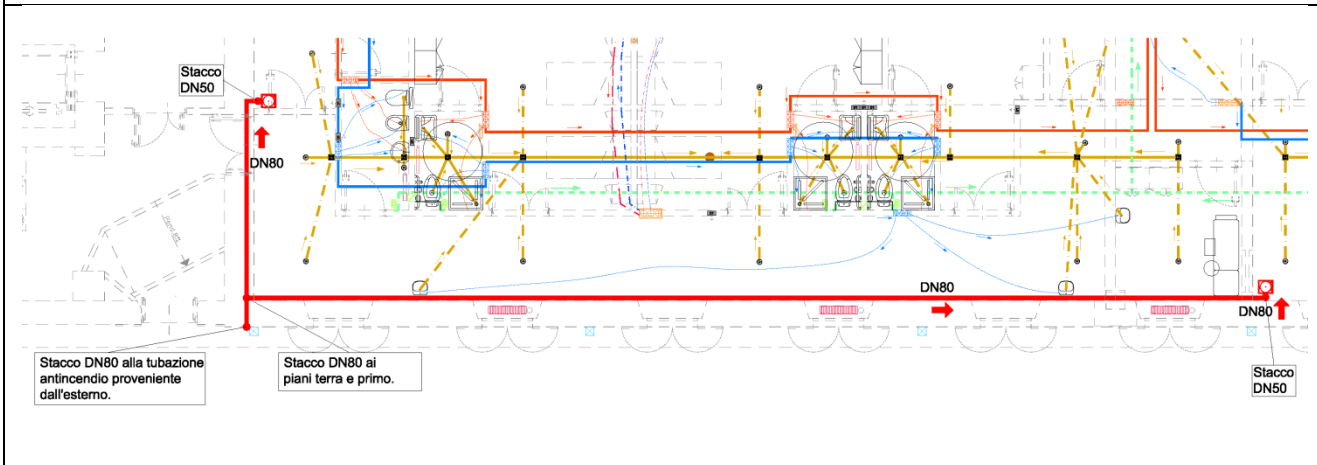 Stacco
DN50
DN80
DN80
DN80
Stacco DN80 alla tubazione
antincendio proveniente
dall'esterno.
Stacco DN80 ai
piani terra e primo.
Stacco
DN50